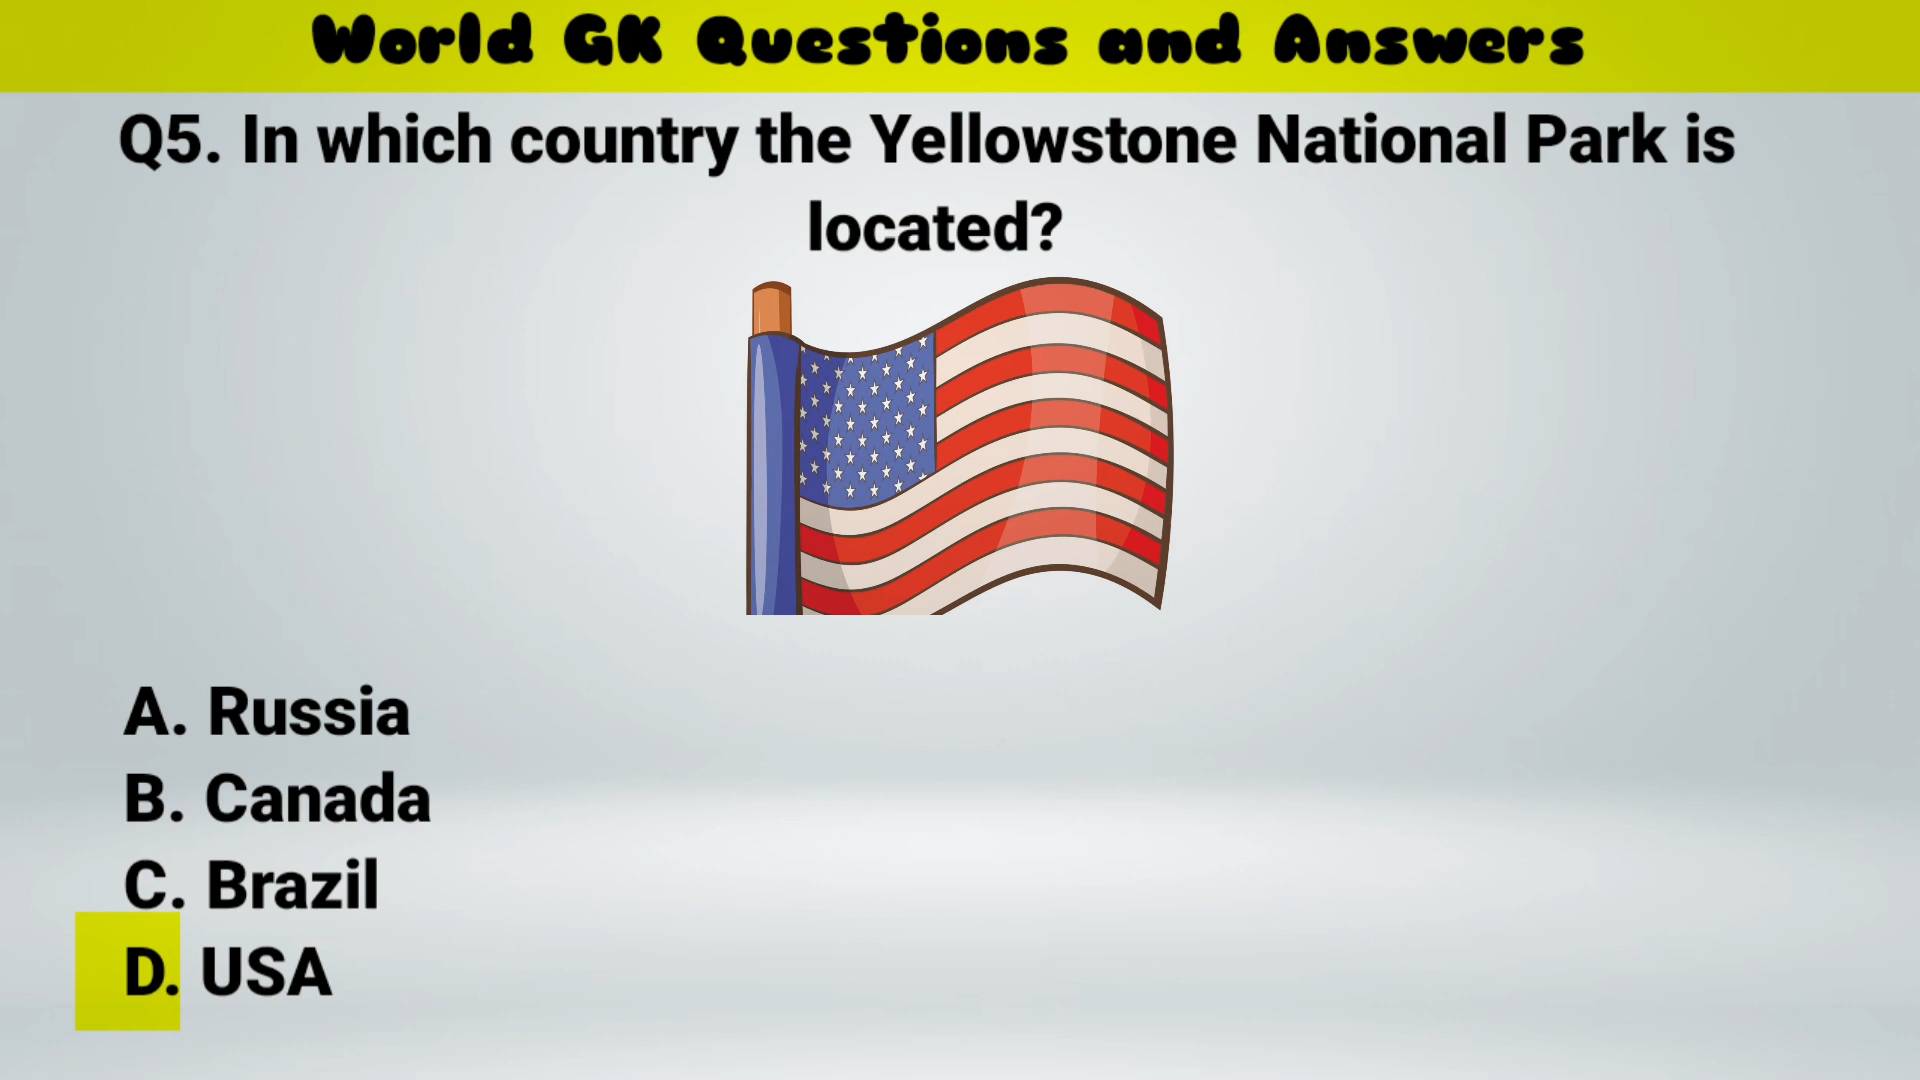 World GK Questions and Answers
Q5. In which country the Yellowstone National Park is
located?
A. Russia
B. Canada
C. Brazil
D. USA